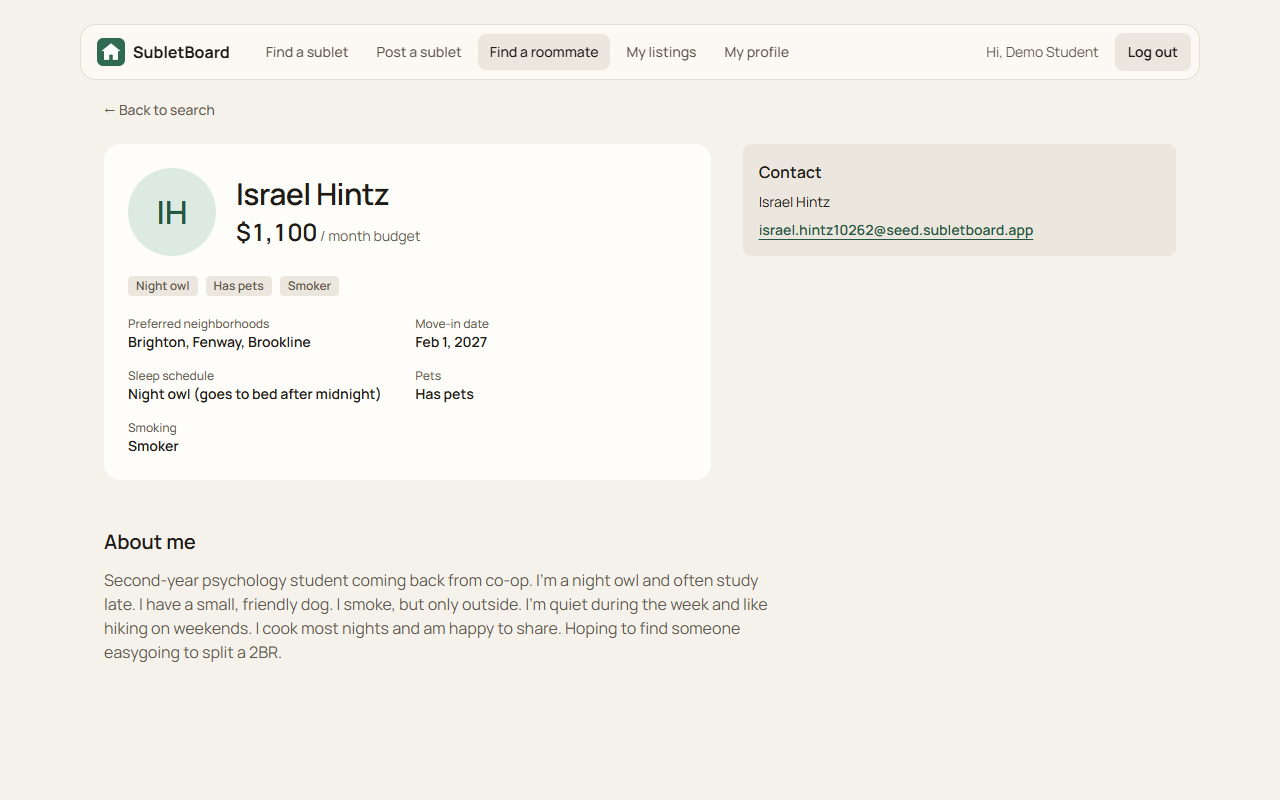 SubletBoard
Find a sublet
Post a sublet
Find a roommate
My listings
My profile
Hi, Demo Student
Log out
← Back to search
IH
Israel Hintz
$1,100 / month budget
Night owl
Has pets
Smoker
Preferred neighborhoods
Brighton, Fenway, Brookline
Move-in date
Feb 1, 2027
Sleep schedule
Night owl (goes to bed after midnight)
Pets
Has pets
Smoking
Smoker
Contact
Israel Hintz
israel.hintz10262@seed.subletboard.app
About me
Second-year psychology student coming back from co-op. I'm a night owl and often study
late. I have a small, friendly dog. I smoke, but only outside. I'm quiet during the week and like
hiking on weekends. I cook most nights and am happy to share. Hoping to find someone
easygoing to split a 2BR.